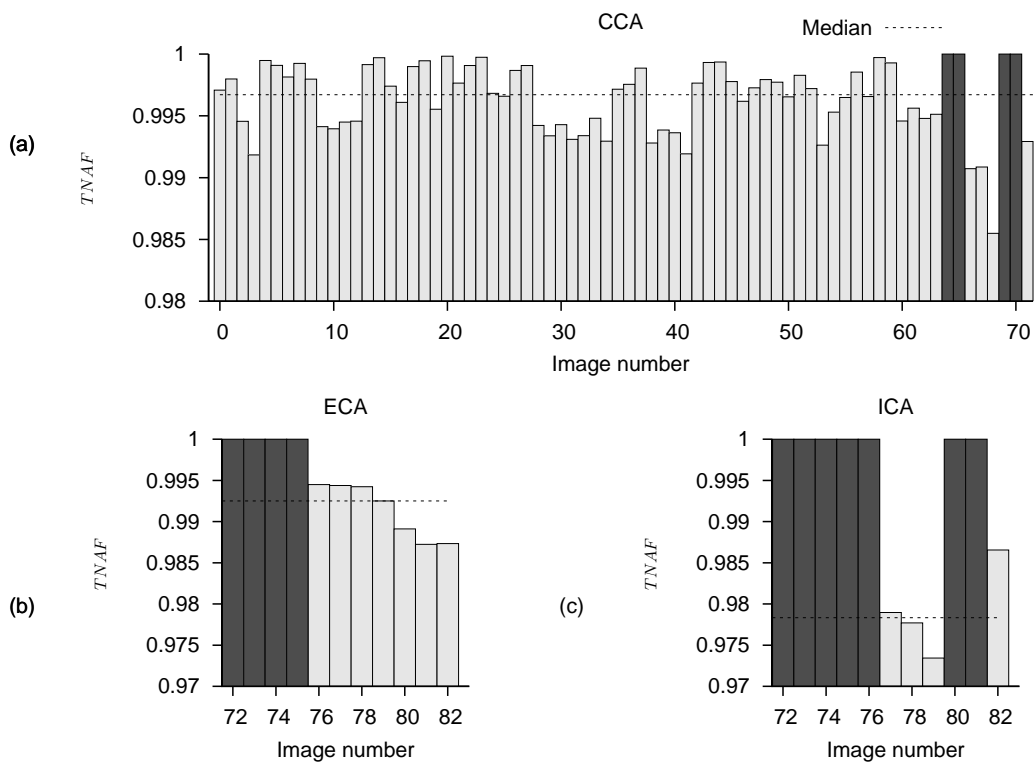 CCA
Median
(a)
TNAF
1
0.995
0.99
0.985
0.98
0 10 20 30 40 50 60 70
Image number
ECA
(b)
TNAF
1
0.995
0.99
0.985
0.98
0.975
0.97
72 74 76 78 80 82
Image number
ICA
(c)
TNAF
1
0.995
0.99
0.985
0.98
0.975
0.97
72 74 76 78 80 82
Image number